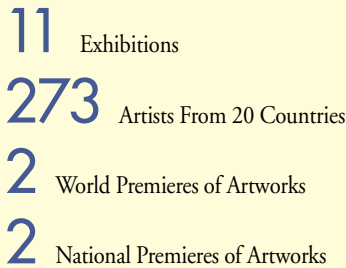 11 Exhibitions
273 Artists From 20 Countries
2 World Premieres of Artworks
2 National Premieres of Artworks